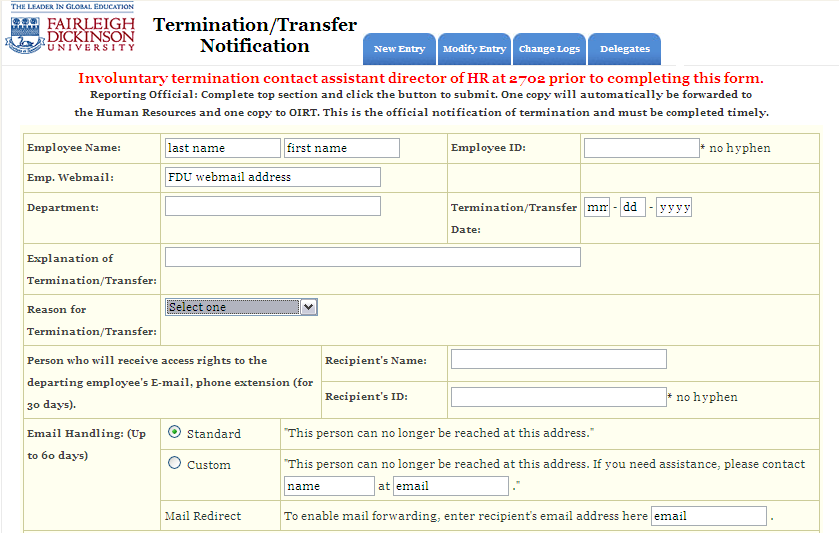 THE LEADER IN GLOBAL EDUCATION
FAIRLEIGH
DICKINSON
UNIVERSITY
Termination/Transfer
Notification
New Entry Modify Entry Change Logs Delegates
Involuntary termination contact assistant director of HR at 2702 prior to completing this form.
Reporting Official: Complete top section and click the button to submit. One copy will automatically be forwarded to
the Human Resources and one copy to OIRT. This is the official notification of termination and must be completed timely.
Employee Name: last name first name Employee ID: * no hyphen
Emp. Webmail: FDU webmail address
Department: Termination/Transfer Date: mm - dd - yyyy
Explanation of
Termination/Transfer:
Reason for
Termination/Transfer: Select one
Person who will receive access rights to the
departing employee's E-mail, phone extension (for
30 days).
Recipient's Name:
Recipient's ID: * no hyphen
Email Handling: (Up
to 60 days)
Standard "This person can no longer be reached at this address."
Custom "This person can no longer be reached at this address. If you need assistance, please contact
name at email ."
Mail Redirect To enable mail forwarding, enter recipient's email address here email .